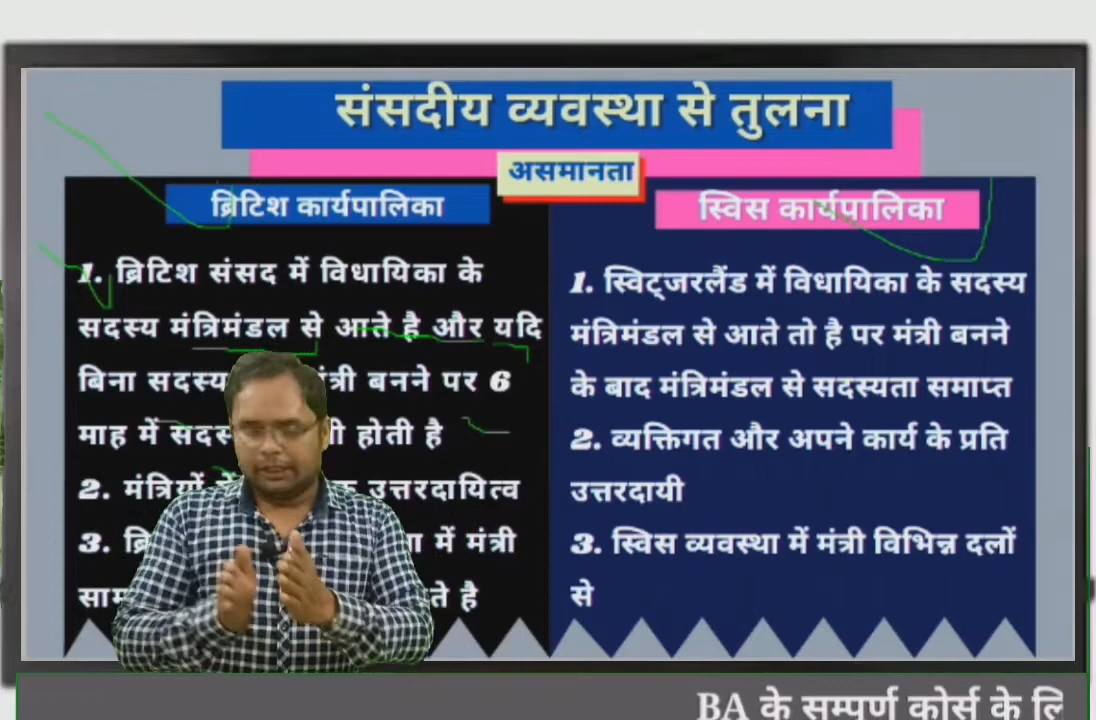 संसदीय व्यवस्था से तुलना
असमानता
ब्रिटिश कार्यपालिका
1. ब्रिटिश संसद में विधायिका के
सदस्य मंत्रिमंडल से आते है और यदि
बिना सदस्य मंत्री बनने पर 6
माह में होती है
2. मंत्रियों उत्तरदायित्व
3. में मंत्री
है
स्विस कार्यपालिका
1. स्विट्जरलैंड में विधायिका के सदस्य
मंत्रिमंडल से आते तो है पर मंत्री बनने
के बाद मंत्रिमंडल से सदस्यता समाप्त
2. व्यक्तिगत और अपने कार्य के प्रति
उत्तरदायी
3. स्विस व्यवस्था में मंत्री विभिन्न दलों
से
BA के सम्पूर्ण कोर्स के